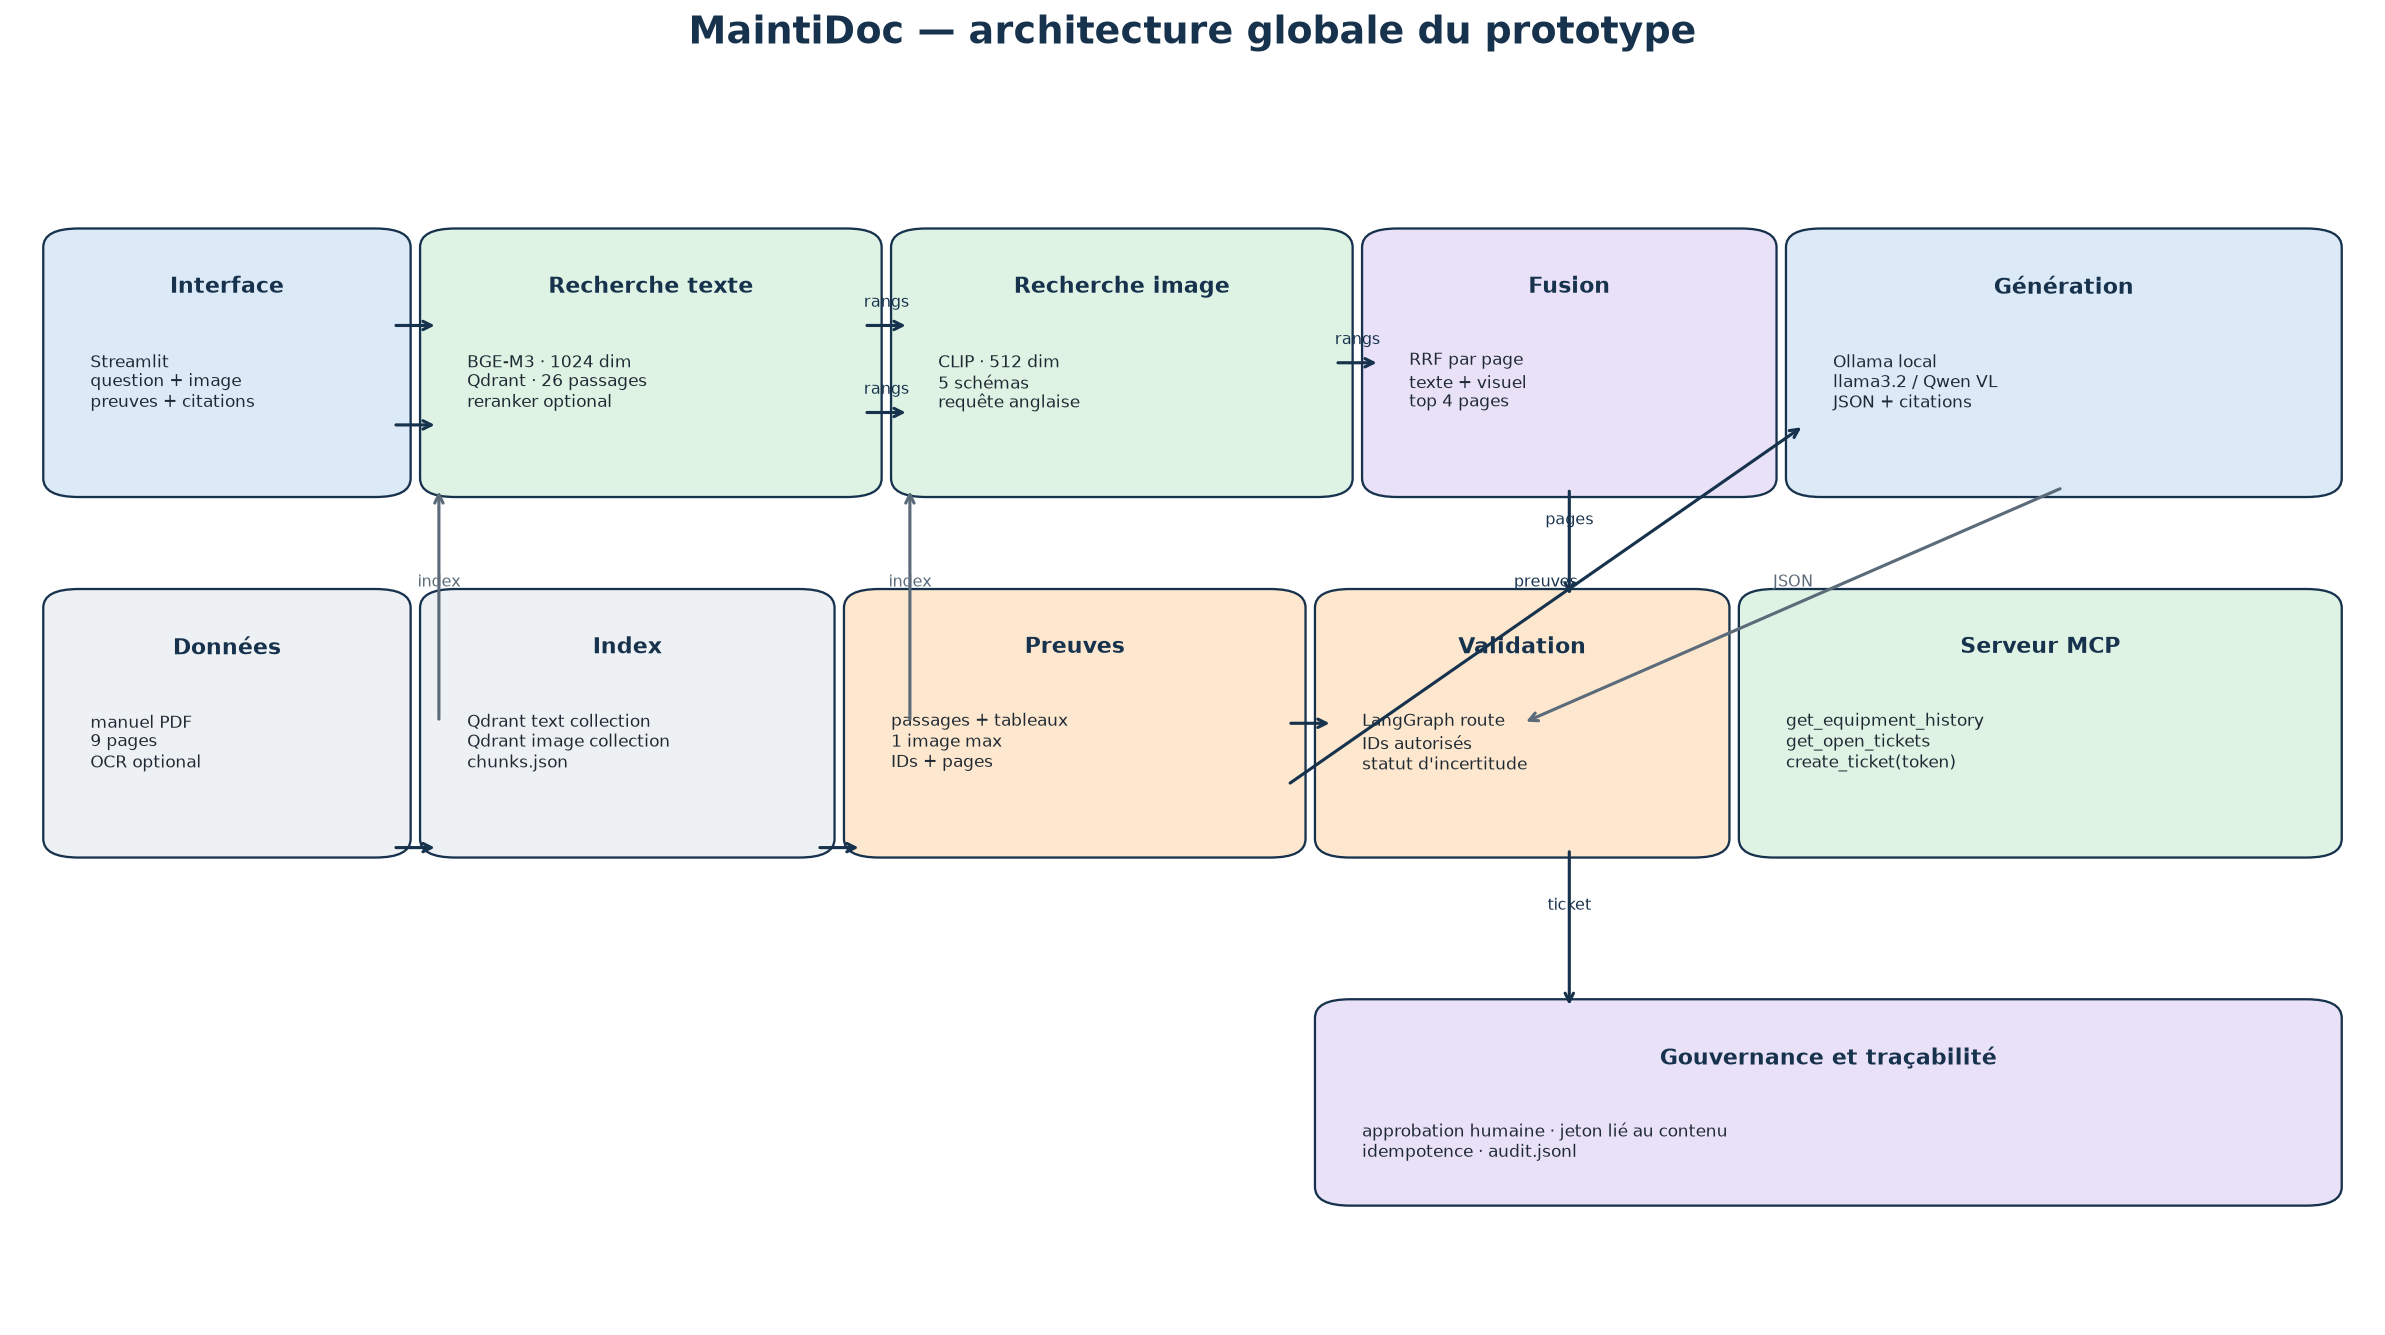 MaintiDoc — architecture globale du prototype
Interface
Streamlit
question + image
preuves + citations
Recherche texte
BGE-M3 · 1024 dim
Qdrant · 26 passages
reranker optional
rangs
rangs
Recherche image
CLIP · 512 dim
5 schémas
requête anglaise
rangs
Fusion
RRF par page
texte + visuel
top 4 pages
Génération
Ollama local
llama3.2 / Qwen VL
JSON + citations
pages
index
index
preuves
JSON
Données
manuel PDF
9 pages
OCR optional
Index
Qdrant text collection
Qdrant image collection
chunks.json
Preuves
passages + tableaux
1 image max
IDs + pages
Validation
LangGraph route
IDs autorisés
statut d'incertitude
Serveur MCP
get_equipment_history
get_open_tickets
create_ticket(token)
ticket
Gouvernance et traçabilité
approbation humaine · jeton lié au contenu
idempotence · audit.jsonl